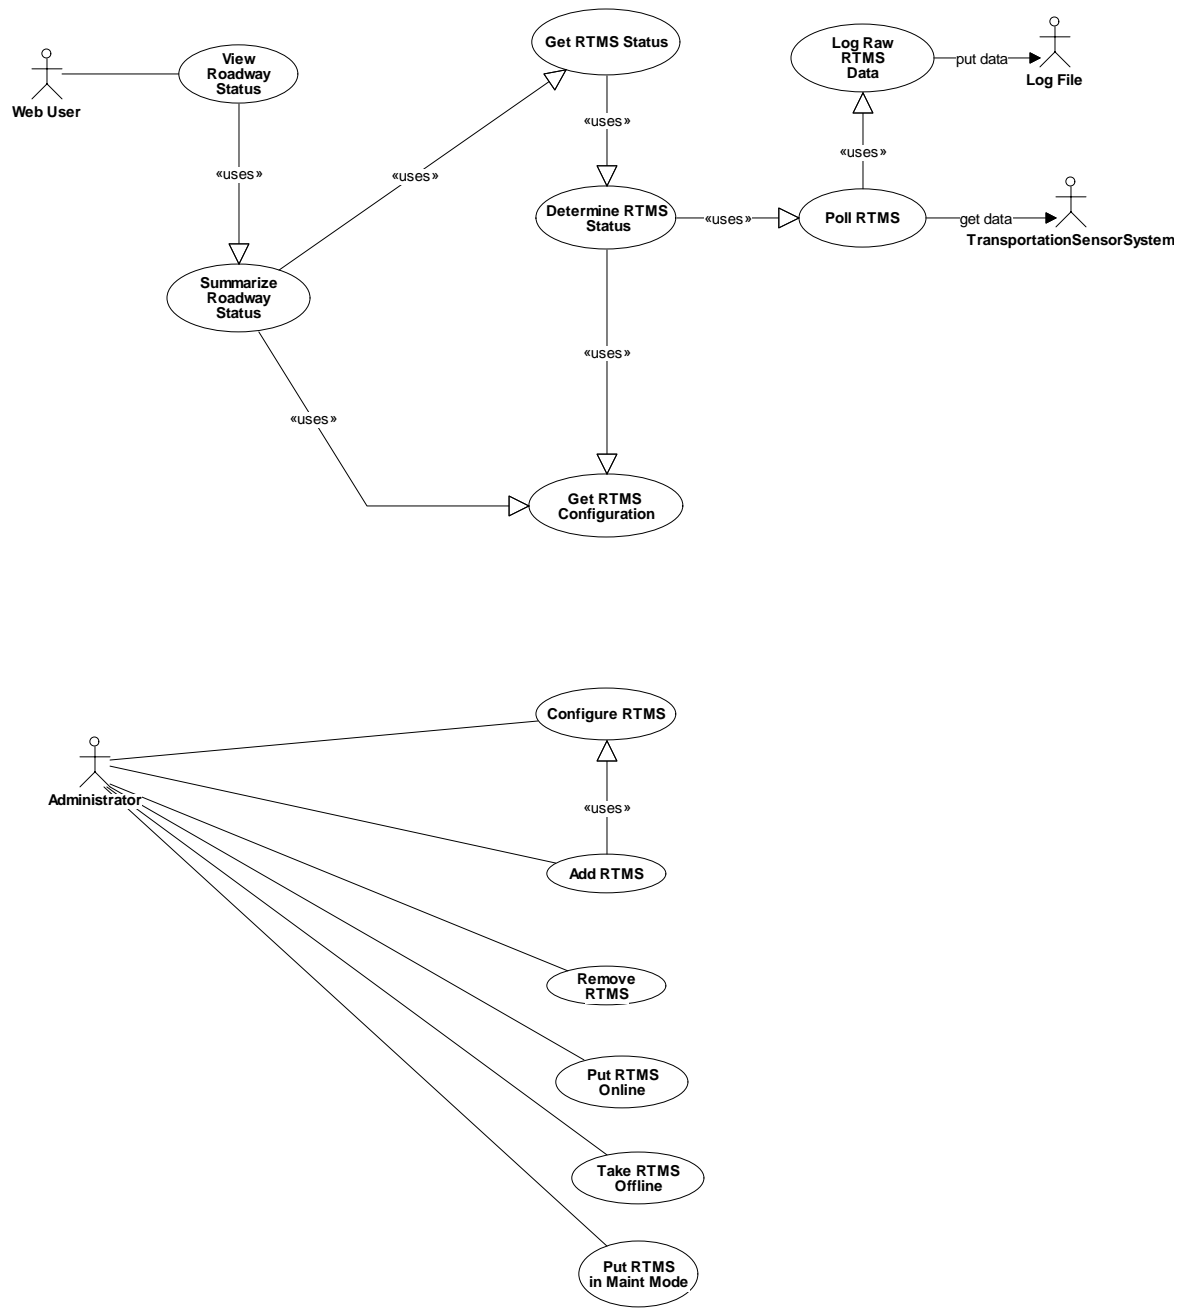 View
Roadway
Status
Web User
Get RTMS Status
Log Raw
RTMS
Data
put data
Log File
«uses»
«uses»
«uses»
«uses»
Determine RTMS
Status
«uses»
Poll RTMS
get data
TransportationSensorSystem
Summarize
Roadway
Status
«uses»
«uses»
Get RTMS
Configuration
Configure RTMS
Administrator
«uses»
Add RTMS
Remove
RTMS
Put RTMS
Online
Take RTMS
Offline
Put RTMS
in Maint Mode